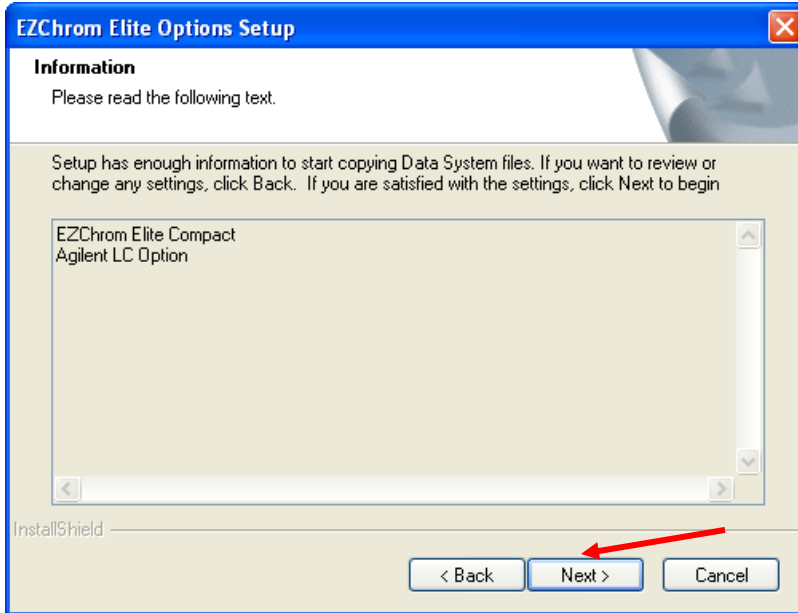 EZChrom Elite Options Setup
Information
Please read the following text.
Setup has enough information to start copying Data System files. If you want to review or
change any settings, click Back.  If you are satisfied with the settings, click Next to begin
EZChrom Elite Compact
Agilent LC Option
InstallShield
< Back
Next >
Cancel